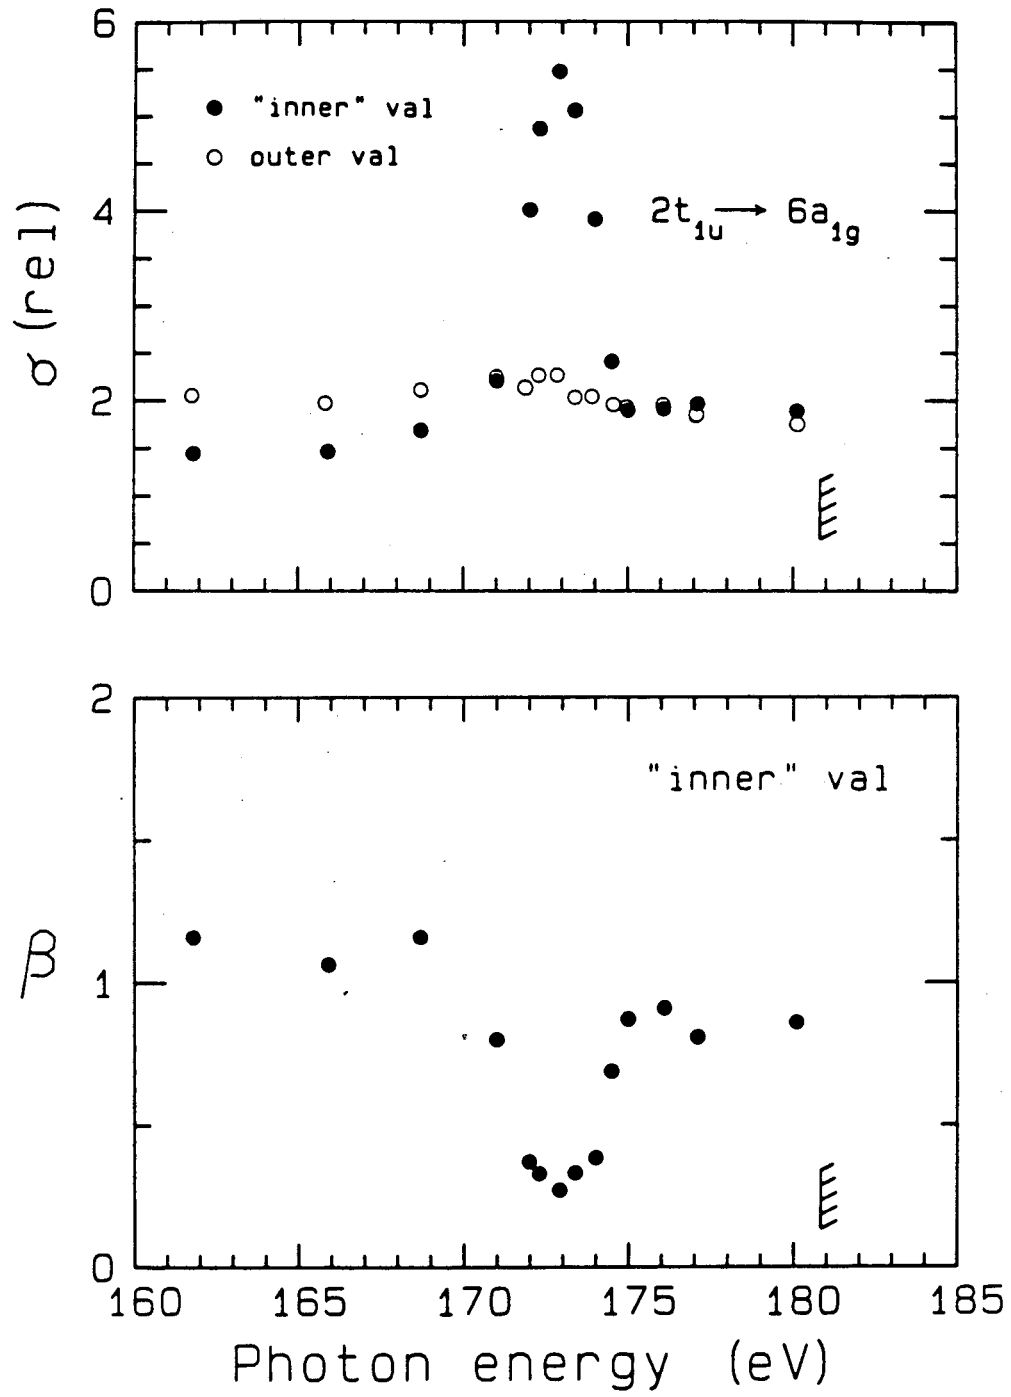 6
4
2
0
σ (rel)
● "inner" val
○ outer val
2t₁ᵤ → 6a₁g
2
1
0
β
"inner" val
160 165 170 175 180 185
Photon energy (eV)